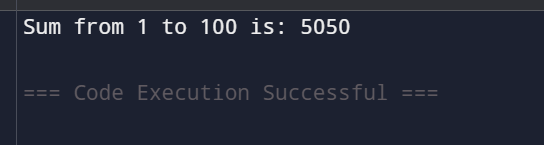 Sum from 1 to 100 is: 5050
=== Code Execution Successful ===